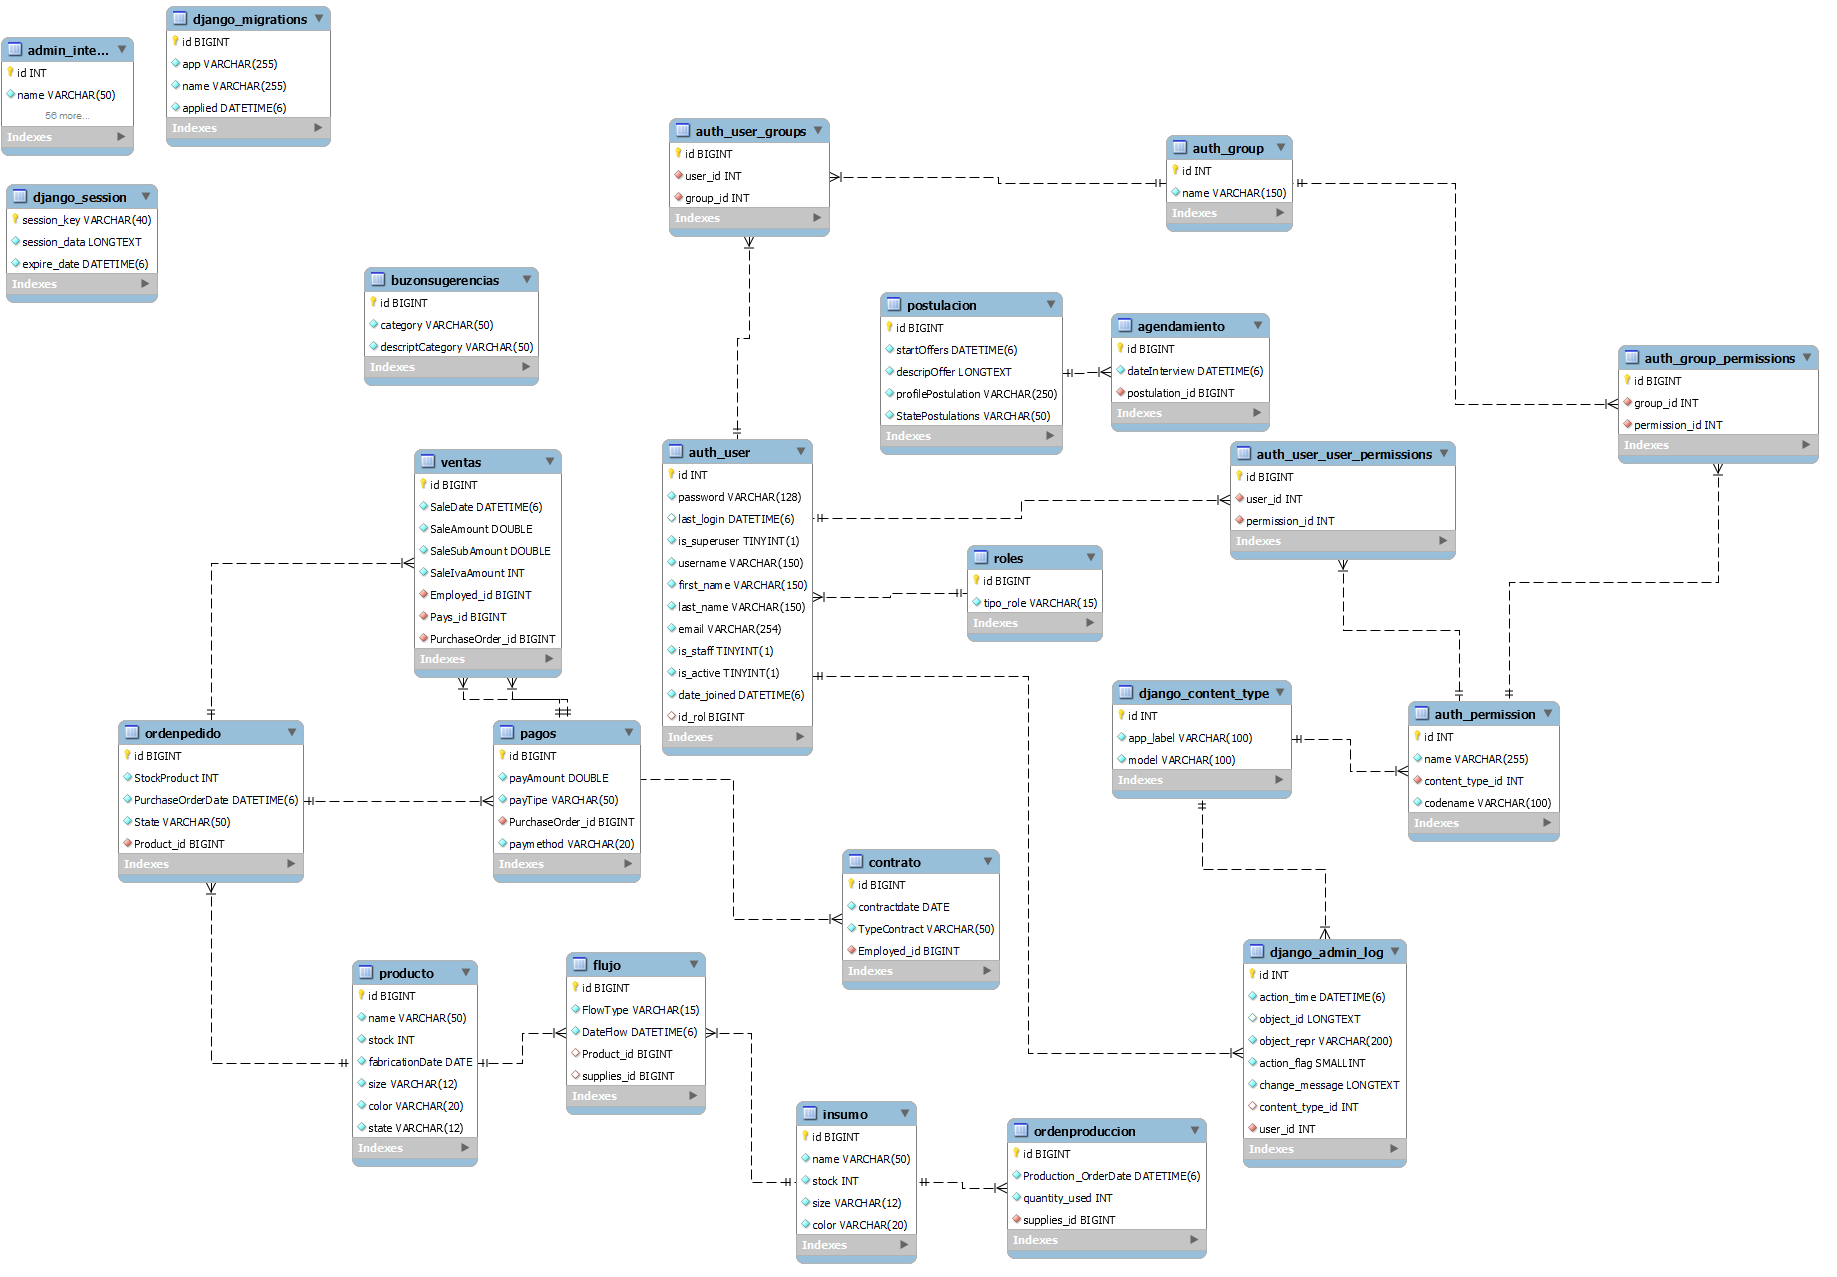 django_migrations
id BIGINT
app VARCHAR(255)
name VARCHAR(255)
applied DATETIME(6)
Indexes
admin_inte...
id INT
name VARCHAR(50)
56 more...
Indexes
django_session
session_key VARCHAR(40)
session_data LONGTEXT
expire_date DATETIME(6)
Indexes
auth_user_groups
id BIGINT
user_id INT
group_id INT
Indexes
auth_group
id INT
name VARCHAR(150)
Indexes
buzonsugerencias
id BIGINT
category VARCHAR(50)
descriptCategory VARCHAR(50)
Indexes
postulacion
id BIGINT
startOffers DATETIME(6)
descripOffer LONGTEXT
profilePostulation VARCHAR(250)
StatePostulations VARCHAR(50)
Indexes
agendamiento
id BIGINT
dateInterview DATETIME(6)
postulation_id BIGINT
Indexes
auth_group_permissions
id BIGINT
group_id INT
permission_id INT
Indexes
ventas
id BIGINT
SaleDate DATETIME(6)
SaleAmount DOUBLE
SaleSubAmount DOUBLE
SaleIvaAmount INT
Employed_id BIGINT
Pays_id BIGINT
PurchaseOrder_id BIGINT
Indexes
auth_user
id INT
password VARCHAR(128)
last_login DATETIME(6)
is_superuser TINYINT(1)
username VARCHAR(150)
first_name VARCHAR(150)
last_name VARCHAR(150)
email VARCHAR(254)
is_staff TINYINT(1)
is_active TINYINT(1)
date_joined DATETIME(6)
id_rol BIGINT
Indexes
auth_user_user_permissions
id BIGINT
user_id INT
permission_id INT
Indexes
roles
id BIGINT
tipo_role VARCHAR(15)
Indexes
django_content_type
id INT
app_label VARCHAR(100)
model VARCHAR(100)
Indexes
auth_permission
id INT
name VARCHAR(255)
content_type_id INT
codename VARCHAR(100)
Indexes
ordenpedido
id BIGINT
StockProduct INT
PurchaseOrderDate DATETIME(6)
State VARCHAR(50)
Product_id BIGINT
Indexes
pagos
id BIGINT
payAmount DOUBLE
payTipe VARCHAR(50)
PurchaseOrder_id BIGINT
paymethod VARCHAR(20)
Indexes
contrato
id BIGINT
contractdate DATE
TypeContract VARCHAR(50)
Employed_id BIGINT
Indexes
django_admin_log
id INT
action_time DATETIME(6)
object_id LONGTEXT
object_repr VARCHAR(200)
action_flag SMALLINT
change_message LONGTEXT
content_type_id INT
user_id INT
Indexes
producto
id BIGINT
name VARCHAR(50)
stock INT
fabricationDate DATE
size VARCHAR(12)
color VARCHAR(20)
state VARCHAR(12)
Indexes
flujo
id BIGINT
FlowType VARCHAR(15)
DateFlow DATETIME(6)
Product_id BIGINT
supplies_id BIGINT
Indexes
insumo
id BIGINT
name VARCHAR(50)
stock INT
size VARCHAR(12)
color VARCHAR(20)
Indexes
ordenproduccion
id BIGINT
Production_OrderDate DATETIME(6)
quantity_used INT
supplies_id BIGINT
Indexes